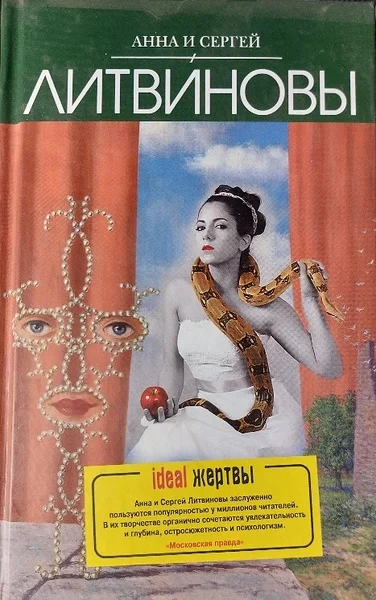 АННА И СЕРГЕЙ
ЛИТВИНОВЫ
ideal жертвы
Анна и Сергей Литвиновы заслуженно
пользуются популярностью у миллионов читателей.
В их творчестве органично сочетаются увлекательность
и глубина, остросюжетность и психологизм.
«Московская правда»